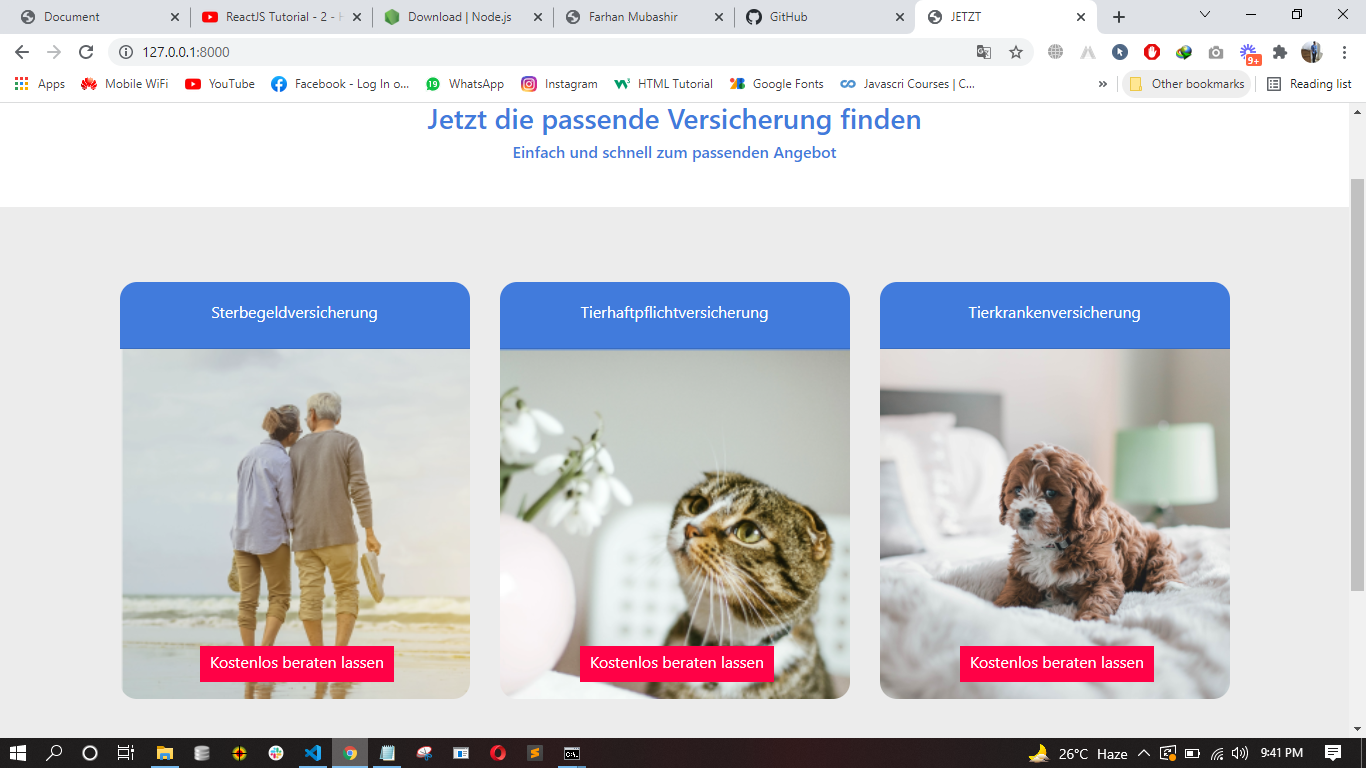 Document
ReactJS Tutorial - 2 - H
Download | Node.js
Farhan Mubashir
GitHub
JETZT
127.0.0.1:8000
Apps
Mobile WiFi
YouTube
Facebook - Log In o...
WhatsApp
Instagram
HTML Tutorial
Google Fonts
Javascri Courses | C...
»
Other bookmarks
Reading list
9+
19
Jetzt die passende Versicherung finden
Einfach und schnell zum passenden Angebot
Sterbegeldversicherung
Tierhaftpflichtversicherung
Tierkrankenversicherung
Kostenlos beraten lassen
Kostenlos beraten lassen
Kostenlos beraten lassen
26°C Haze
9:41 PM